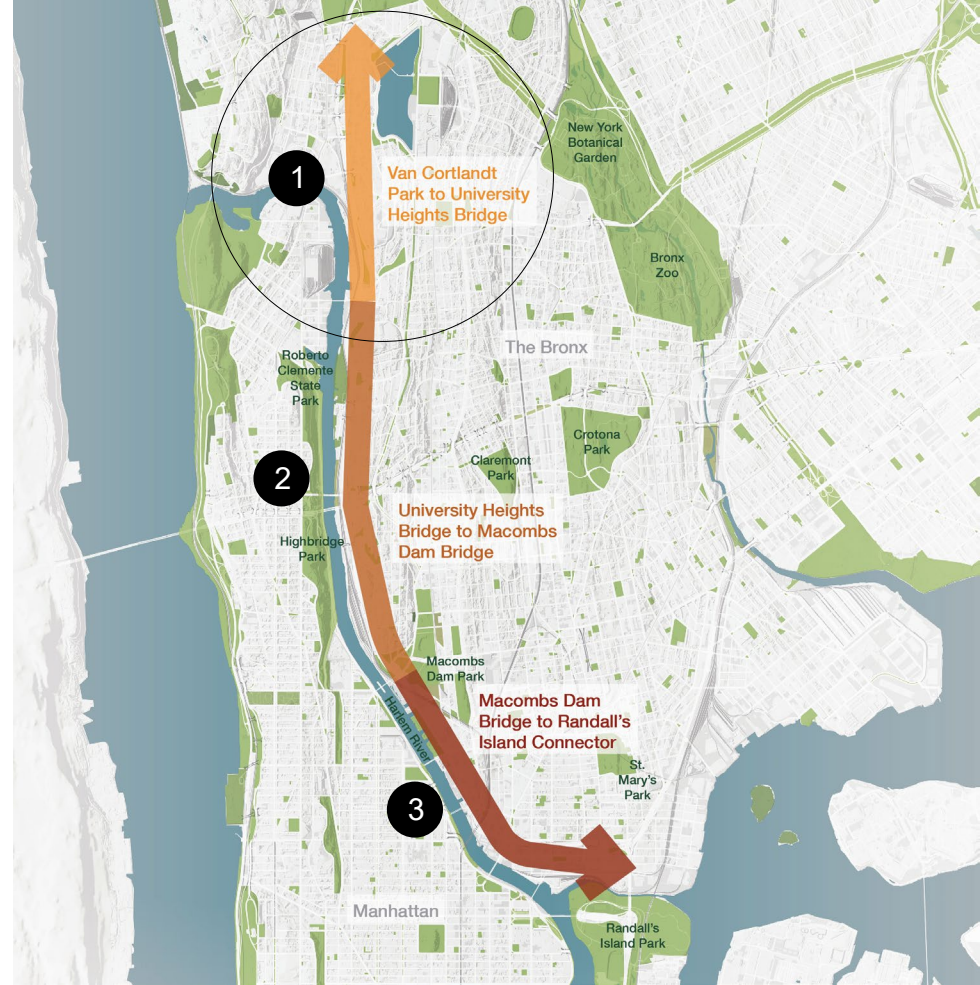 New York
Botanical
Garden
1
Van Cortlandt
Park to University
Heights Bridge
Bronx
Zoo
The Bronx
Roberto
Clemente
State
Park
Crotona
Park
Claremont
Park
2
University Heights
Bridge to Macombs
Dam Bridge
Highbridge
Park
Macombs
Dam Park
Harlem River
Macombs Dam
Bridge to Randall's
Island Connector
St.
Mary's
Park
3
Manhattan
Randall's
Island Park